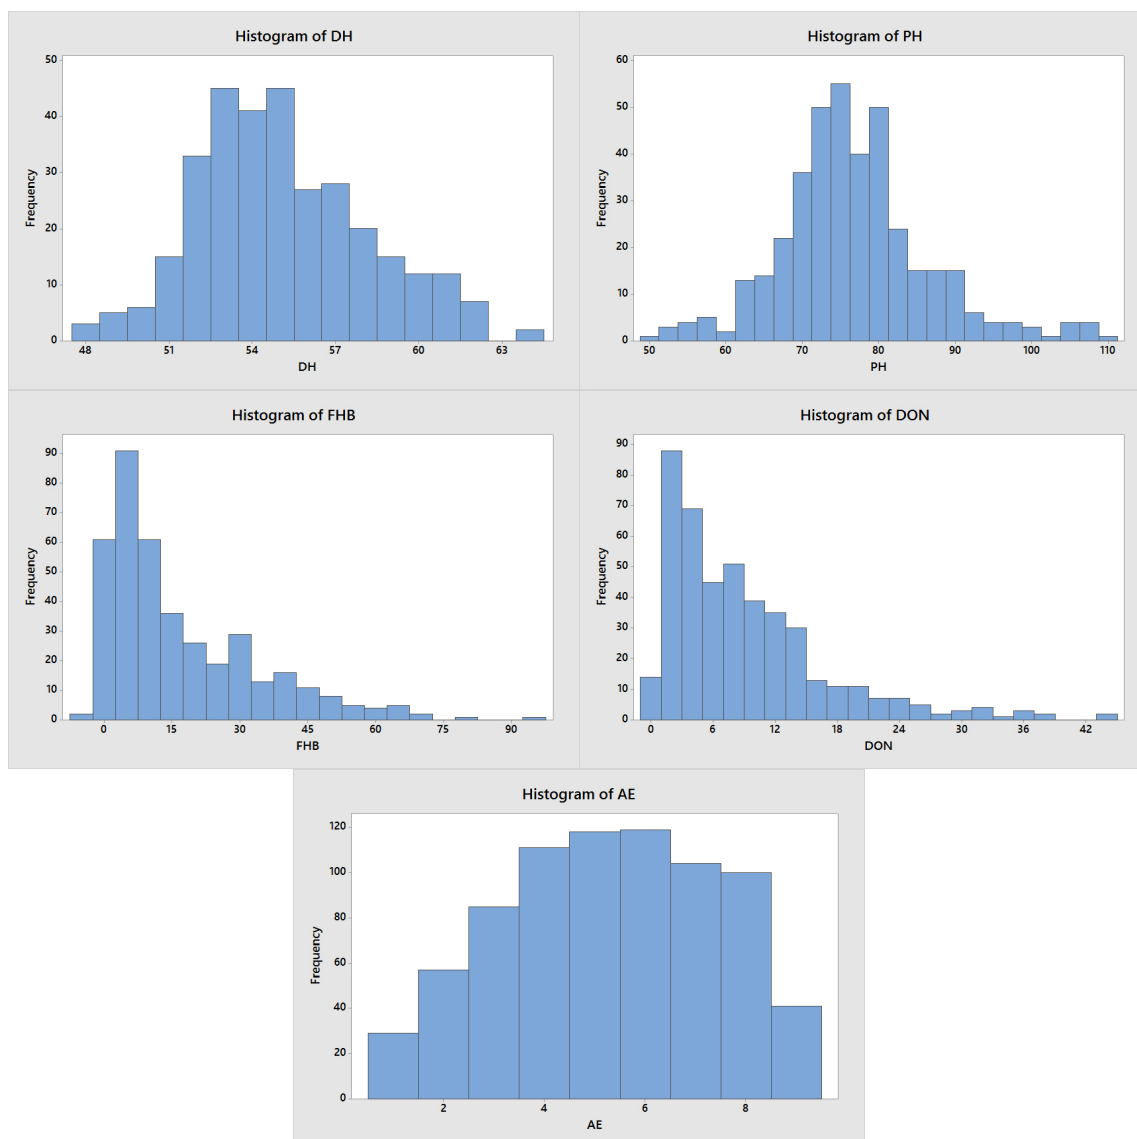 Histogram of DH
50
40
30
20
10
0
Frequency
48 51 54 57 60 63
DH
Histogram of PH
60
50
40
30
20
10
0
Frequency
50 60 70 80 90 100 110
PH
Histogram of FHB
90
80
70
60
50
40
30
20
10
0
Frequency
0 15 30 45 60 75 90
FHB
Histogram of DON
90
80
70
60
50
40
30
20
10
0
Frequency
0 6 12 18 24 30 36 42
DON
Histogram of AE
120
100
80
60
40
20
0
Frequency
2 4 6 8
AE